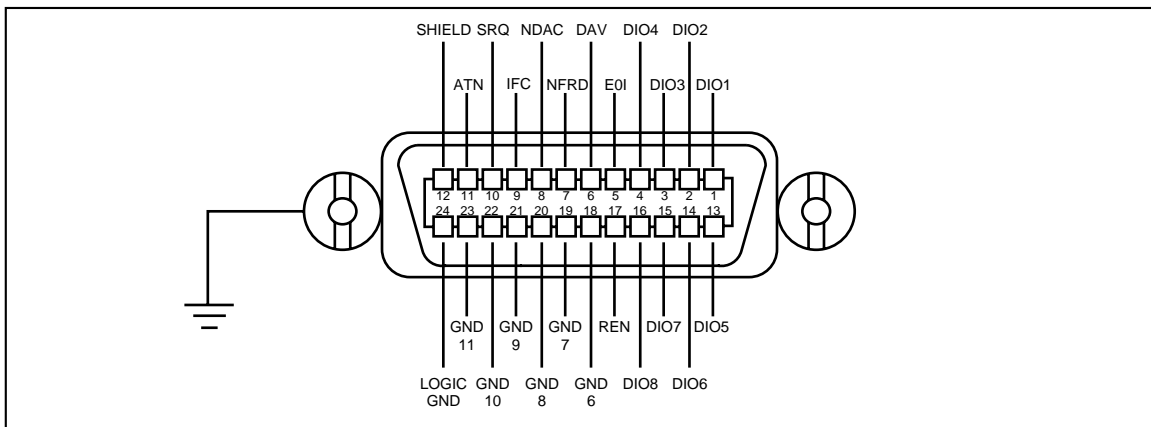 SHIELD SRQ NDAC DAV DIO4 DIO2
ATN IFC NFRD E0I DIO3 DIO1
12 11 10 9 8 7 6 5 4 3 2 1
24 23 22 21 20 19 18 17 16 15 14 13
GND GND GND REN DIO7 DIO5
11 9 7
LOGIC GND GND GND DIO8 DIO6
GND 10 8 6